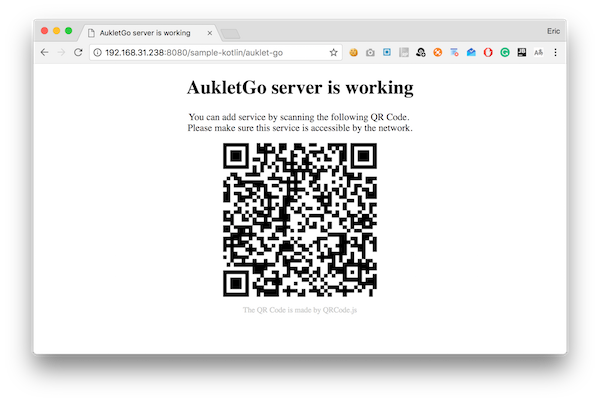 AukletGo server is working
Eric
192.168.31.238:8080/sample-kotlin/auklet-go
AukletGo server is working
You can add service by scanning the following QR Code.
Please make sure this service is accessible by the network.
The QR Code is made by QRCode.js